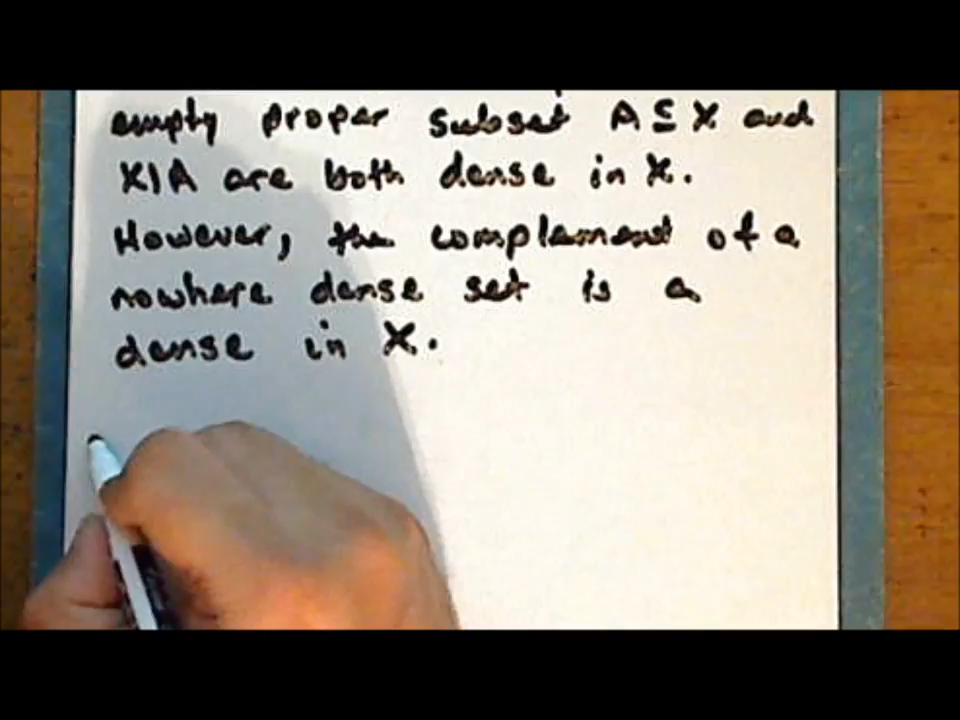 empty proper subset A ⊆ X and
X\A are both dense in X.
However, the complement of a
nowhere dense set is a
dense in X.